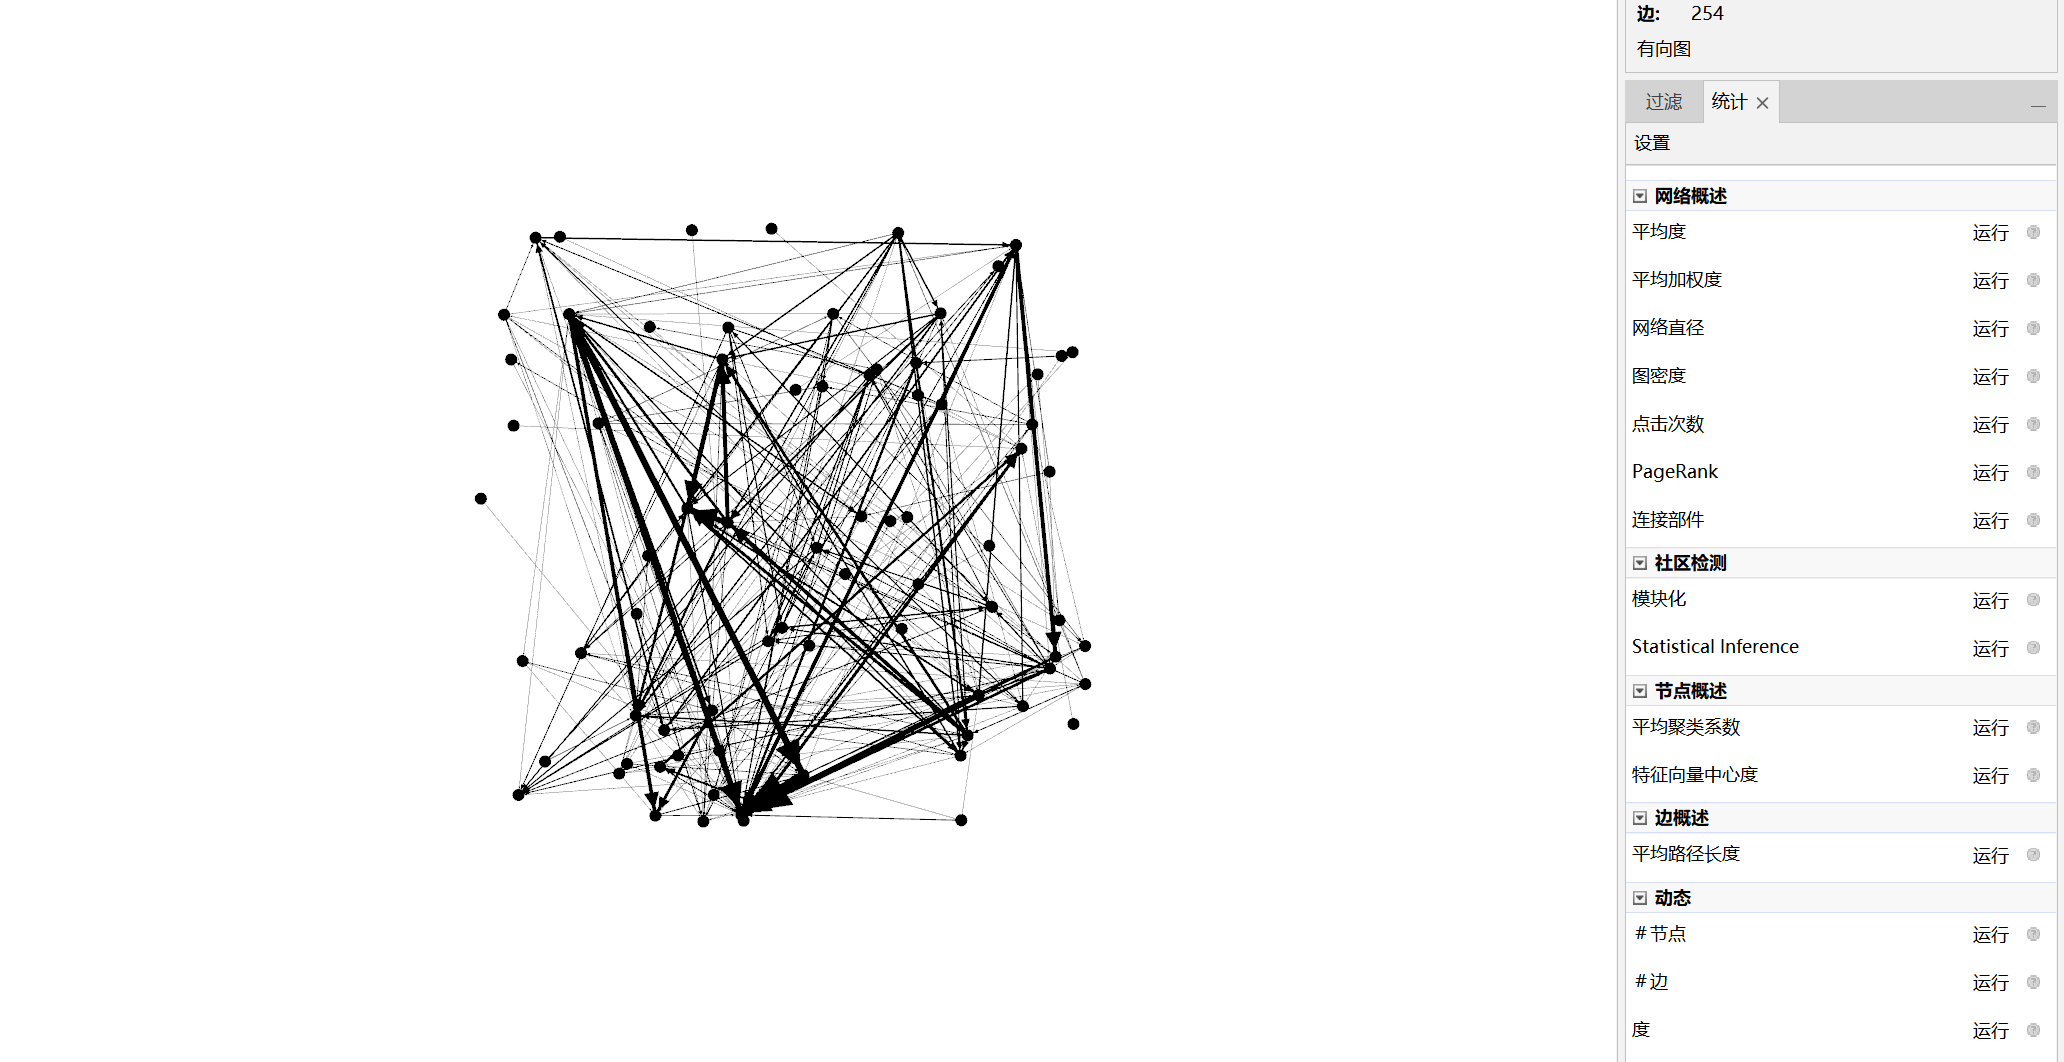 边: 254
有向图
过滤 统计
设置
网络概述
平均度 运行
平均加权度 运行
网络直径 运行
图密度 运行
点击次数 运行
PageRank 运行
连接部件 运行
社区检测
模块化 运行
Statistical Inference 运行
节点概述
平均聚类系数 运行
特征向量中心度 运行
边概述
平均路径长度 运行
动态
#节点 运行
#边 运行
度 运行